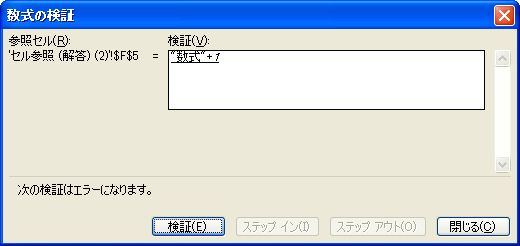 数式の検証
参照セル(R):
検証(V):
'セル参照 (解答) (2)'!$F$5 = "数式"+1
次の検証はエラーになります。
検証(E) ステップ イン(I) ステップ アウト(O) 閉じる(C)